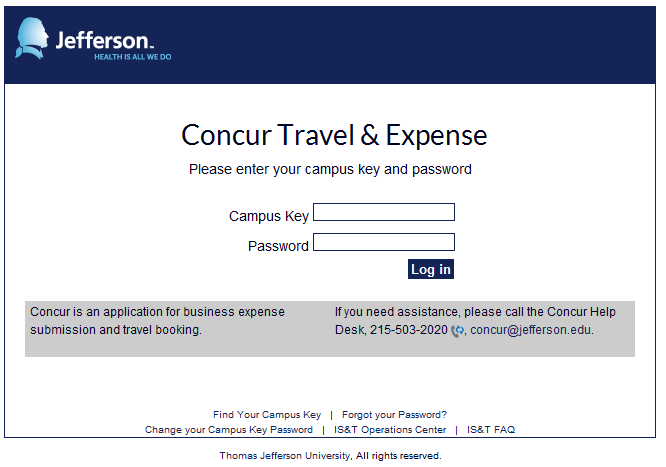 Jefferson™
HEALTH IS ALL WE DO
Concur Travel & Expense
Please enter your campus key and password
Campus Key
Password
Log in
Concur is an application for business expense
submission and travel booking.
If you need assistance, please call the Concur Help
Desk, 215-503-2020 , concur@jefferson.edu.
Find Your Campus Key | Forgot your Password?
Change your Campus Key Password | IS&T Operations Center | IS&T FAQ
Thomas Jefferson University, All rights reserved.